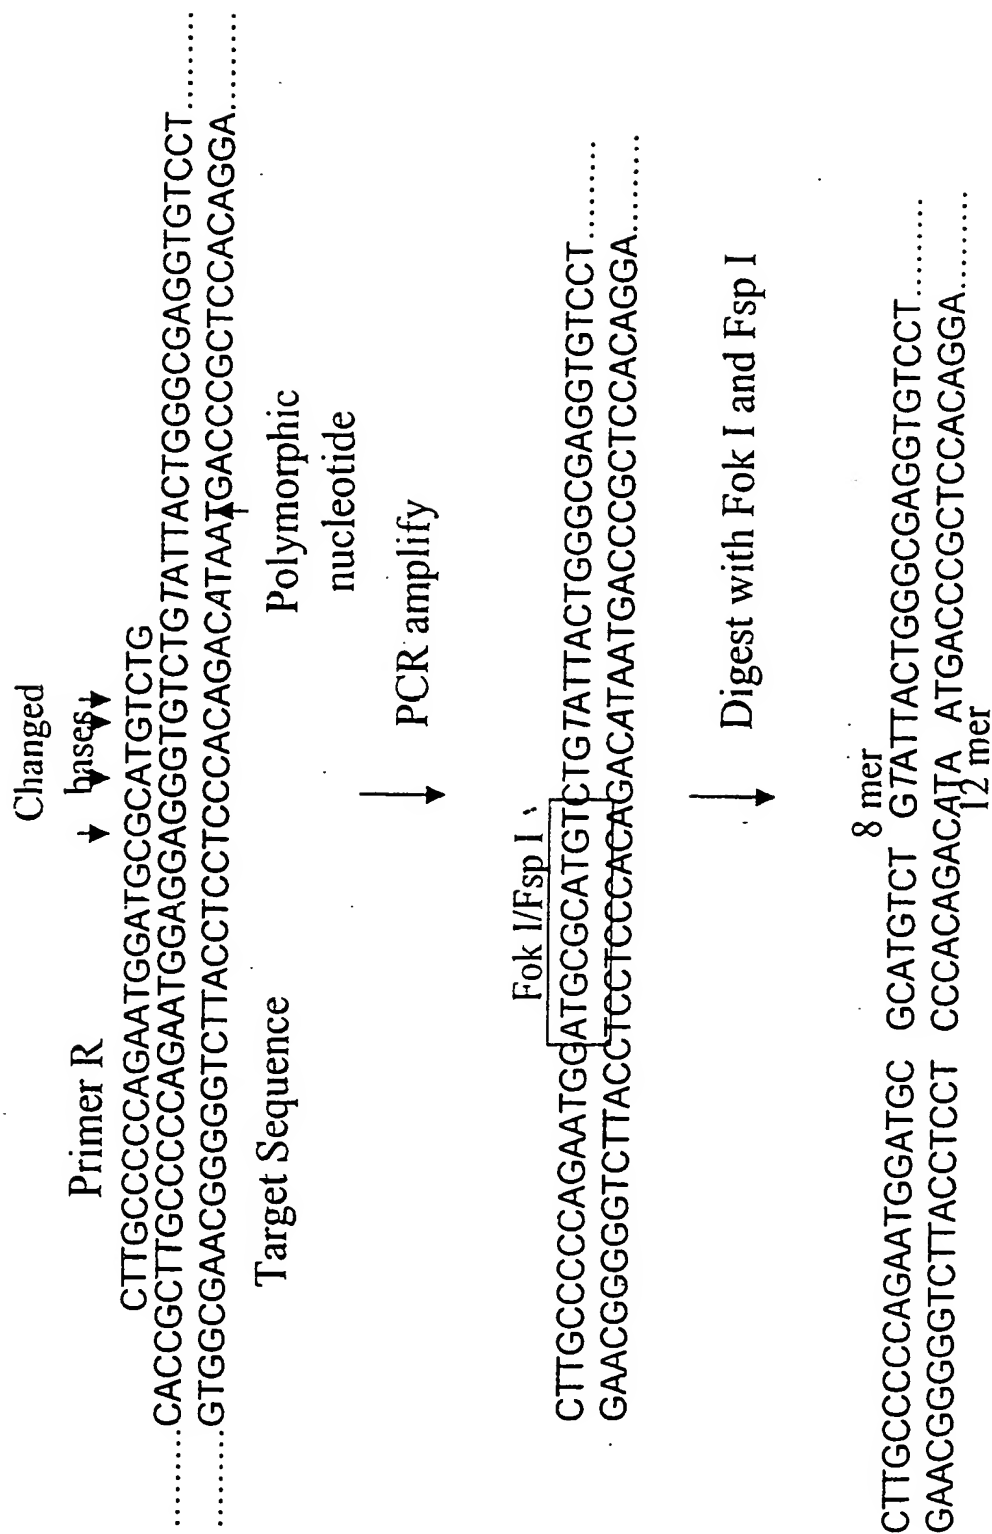 Changed
bases
Primer R
CTTGCCCCCAGAATGGATGCGCATGTCTG
..........CACCGCTTGCCCCCAGAATGGAGGAGGGTGTCTGTATTACTGGGCGAGGTGTCCT..........
..........GTGGCGAACGGGGGTCTTACCTCCTCCCACAGACATAATGACCCGCTCCACAGGA..........
Target Sequence
Polymorphic
nucleotide
PCR amplify
Fok I/Fsp I
CTTGCCCCCAGAATGGATGCGCATGTCTGTATTACTGGGCGAGGTGTCCT..........
GAACGGGGGTCTTACCTCCTCCCACAGACATAATGACCCGCTCCACAGGA..........
Digest with Fok I and Fsp I
8 mer
CTTGCCCCCAGAATGGATGC GCATGTCT GTATTACTGGGCGAGGTGTCCT..........
GAACGGGGGTCTTACCTCCT CCCACAGACATA ATGACCCGCTCCACAGGA..........
12 mer